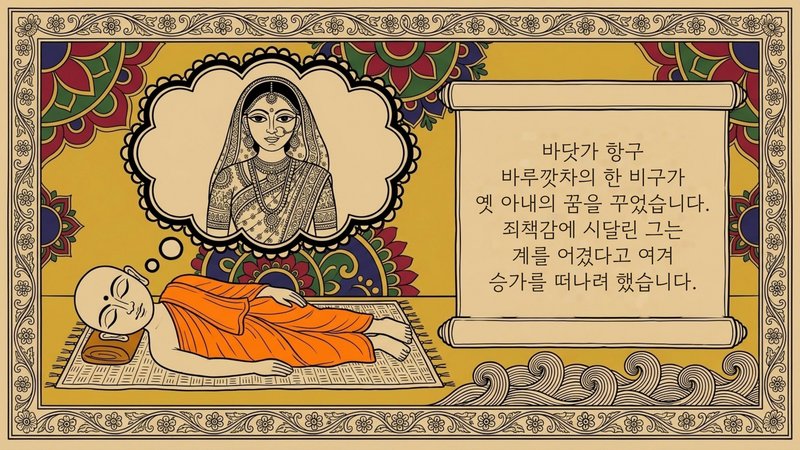 바닷가 항구
바루깟차의 한 비구가
옛 아내의 꿈을 꾸었습니다.
죄책감에 시달린 그는
계를 어겼다고 여겨
승가를 떠나려 했습니다.